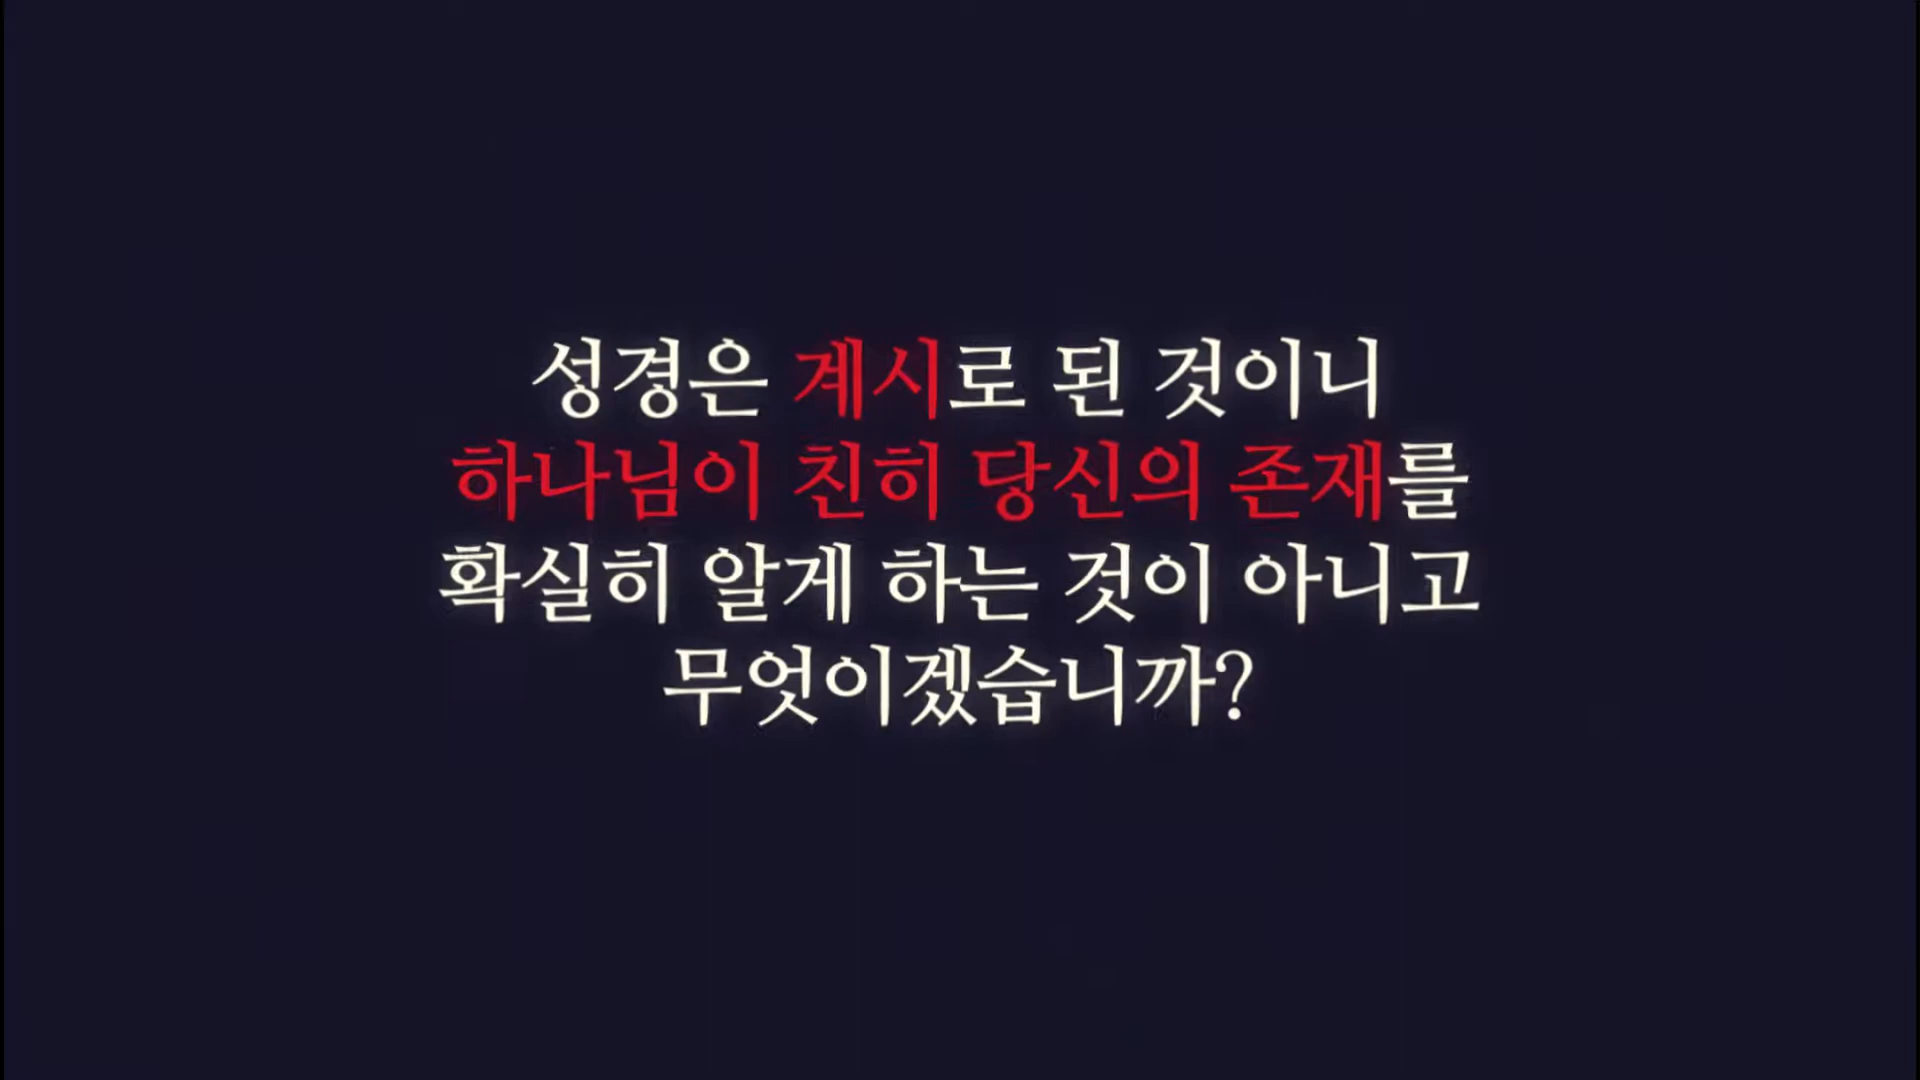 성경은 계시로 된 것이니
하나님이 친히 당신의 존재를
확실히 알게 하는 것이 아니고
무엇이겠습니까?